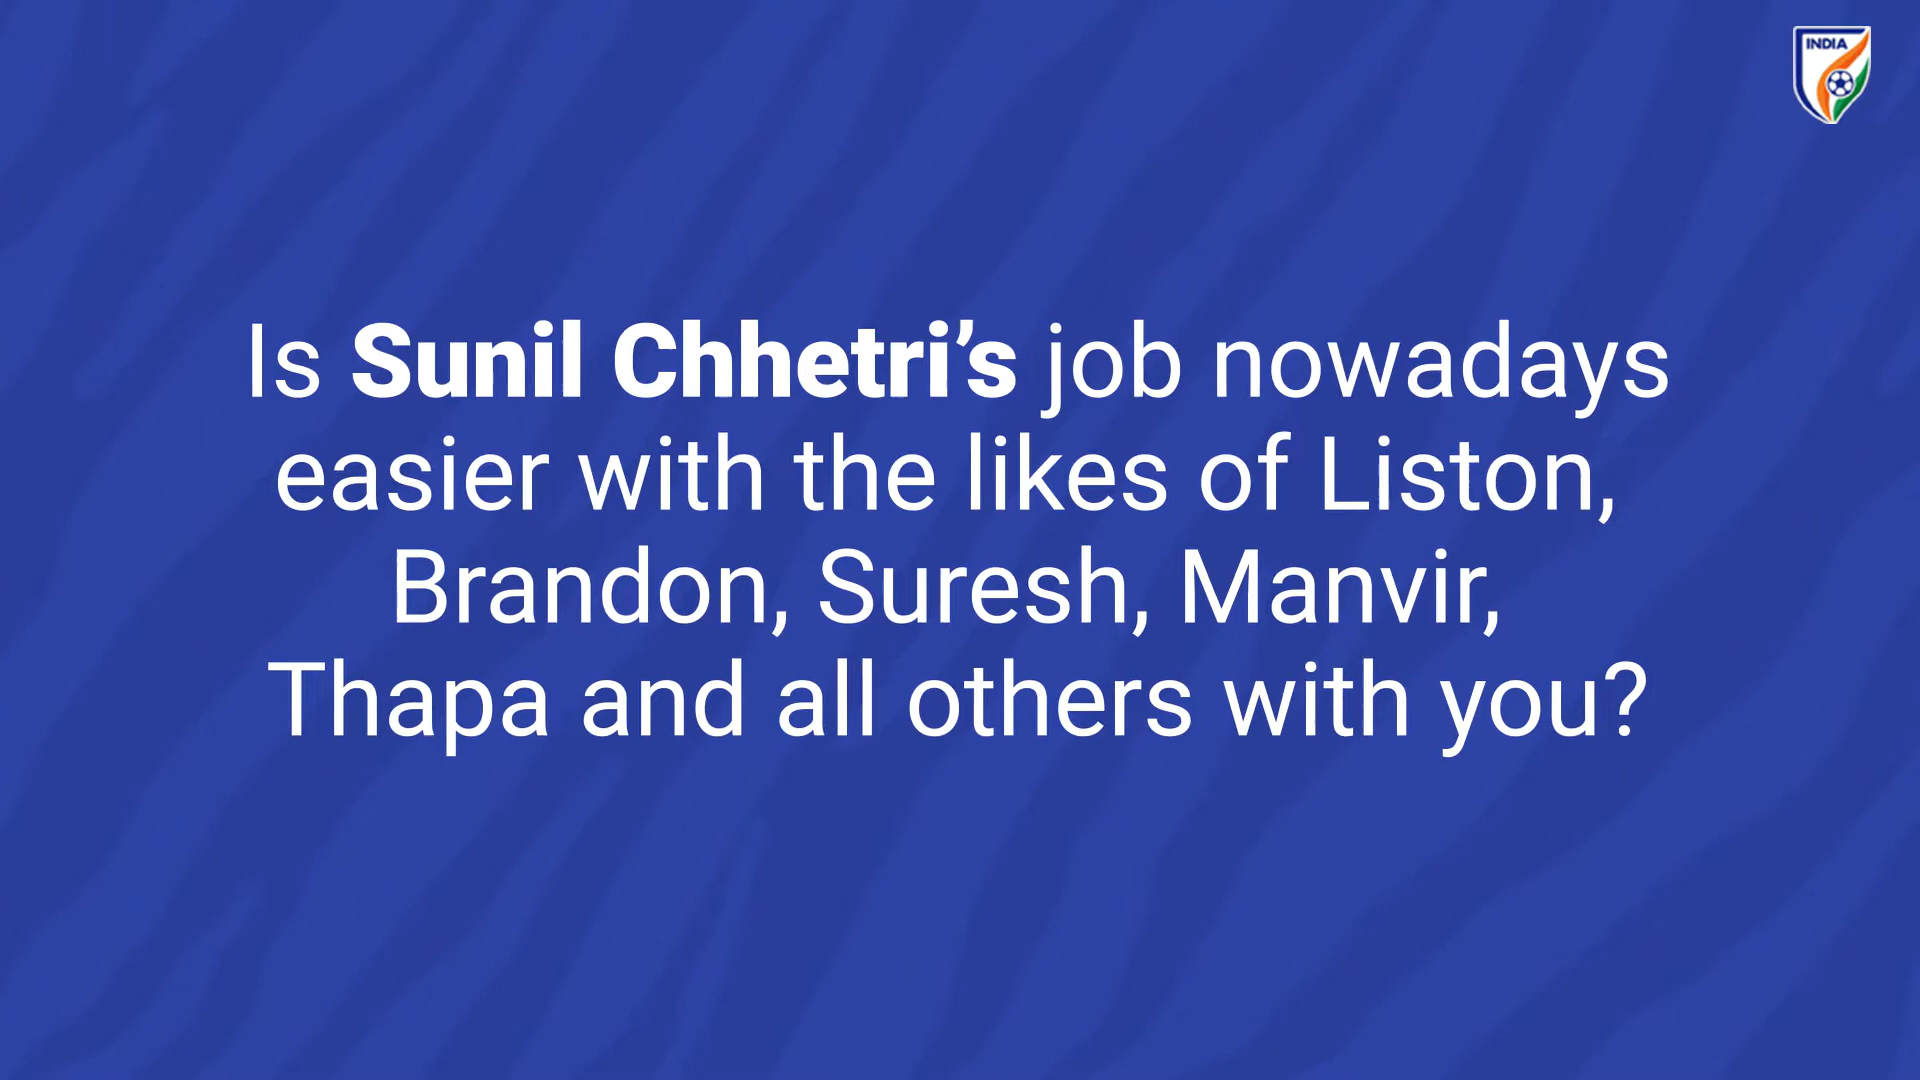 INDIA
Is Sunil Chhetri’s job nowadays
easier with the likes of Liston,
Brandon, Suresh, Manvir,
Thapa and all others with you?